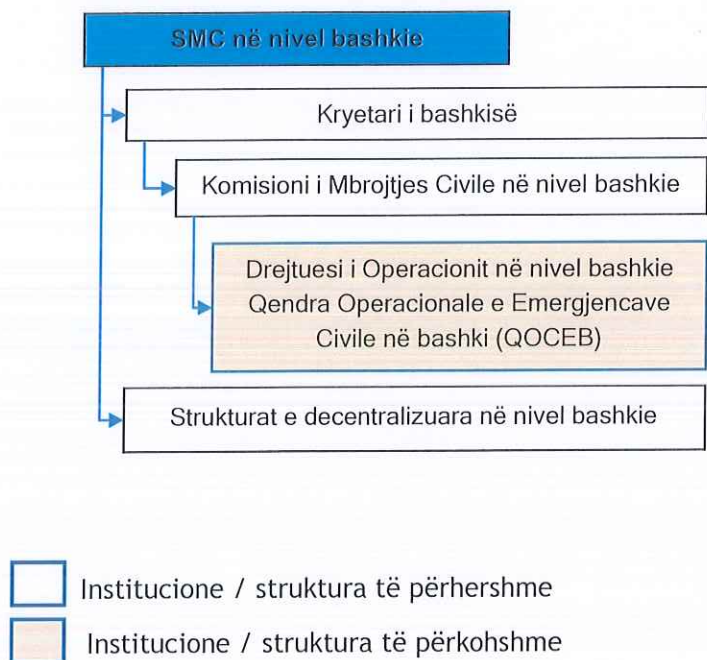 SMC në nivel bashkie
Kryetari i bashkisë
Komisioni i Mbrojtjes Civile në nivel bashkie
Drejtuesi i Operacionit në nivel bashkie
Qendra Operacionale e Emergjencave
Civile në bashki (QOCEB)
Strukturat e decentralizuara në nivel bashkie
Institucione / struktura të përhershme
Institucione / struktura të përkohshme